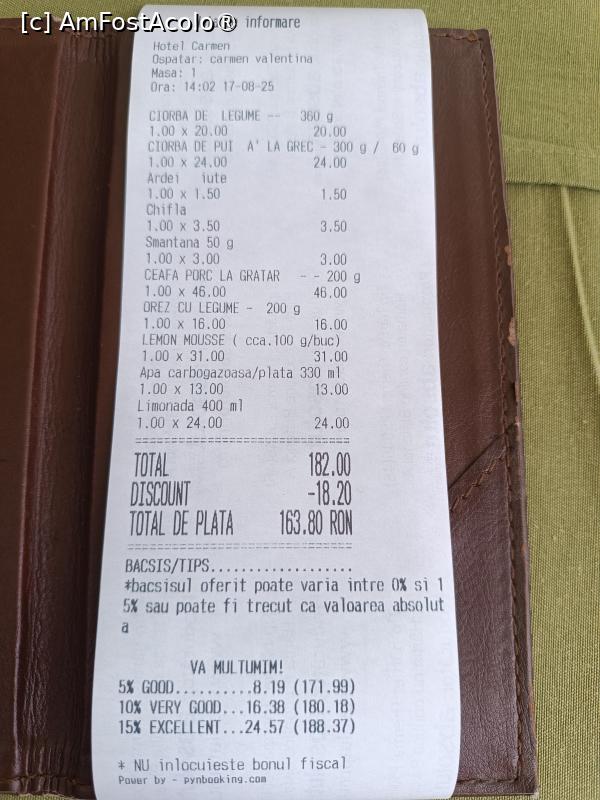 [c] AmFostAcolo®
informare
Hotel Carmen
Ospatar: carmen valentina
Masa: 1
Ora: 14:02 17-08-25
CIORBA DE LEGUME -- 360 g
1.00 x 20.00 20.00
CIORBA DE PUI A' LA GREC - 300 g / 60 g
1.00 x 24.00 24.00
Ardei iute
1.00 x 1.50 1.50
Chifla
1.00 x 3.50 3.50
Smantana 50 g
1.00 x 3.00 3.00
CEAFA PORC LA GRATAR - - 200 g
1.00 x 46.00 46.00
OREZ CU LEGUME - 200 g
1.00 x 16.00 16.00
LEMON MOUSSE ( cca.100 g/buc)
1.00 x 31.00 31.00
Apa carbogazoasa/plata 330 ml
1.00 x 13.00 13.00
Limonada 400 ml
1.00 x 24.00 24.00
==============================
TOTAL 182.00
DISCOUNT -18.20
TOTAL DE PLATA 163.80 RON
==============================
BACSIS/TIPS..................
*bacsisul oferit poate varia intre 0% si 1
5% sau poate fi trecut ca valoarea absolut
a
VA MULTUMIM!
5% GOOD..........8.19 (171.99)
10% VERY GOOD...16.38 (180.18)
15% EXCELLENT...24.57 (188.37)
* NU inlocuieste bonul fiscal
Power by - pynbooking.com